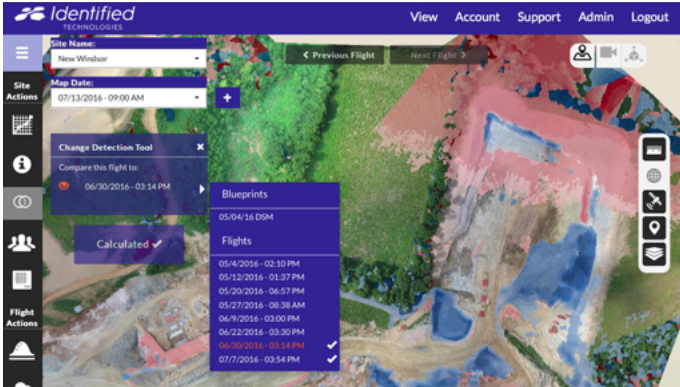 Identified
TECHNOLOGIES
View Account Support Admin Logout
Site Name:
New Windsor
Previous Flight
Next Flight
Map Date:
07/13/2016 - 09:00 AM
+
Site
Actions
Change Detection Tool
Compare this flight to:
06/30/2016 - 03:14 PM
Calculated
Blueprints
05/04/16 DSM
Flights
05/4/2016 - 02:10 PM
05/12/2016 - 01:37 PM
05/20/2016 - 06:57 PM
05/27/2016 - 08:38 AM
06/9/2016 - 03:00 PM
06/22/2016 - 03:30 PM
06/30/2016 - 03:14 PM
07/7/2016 - 03:54 PM
Flight
Actions